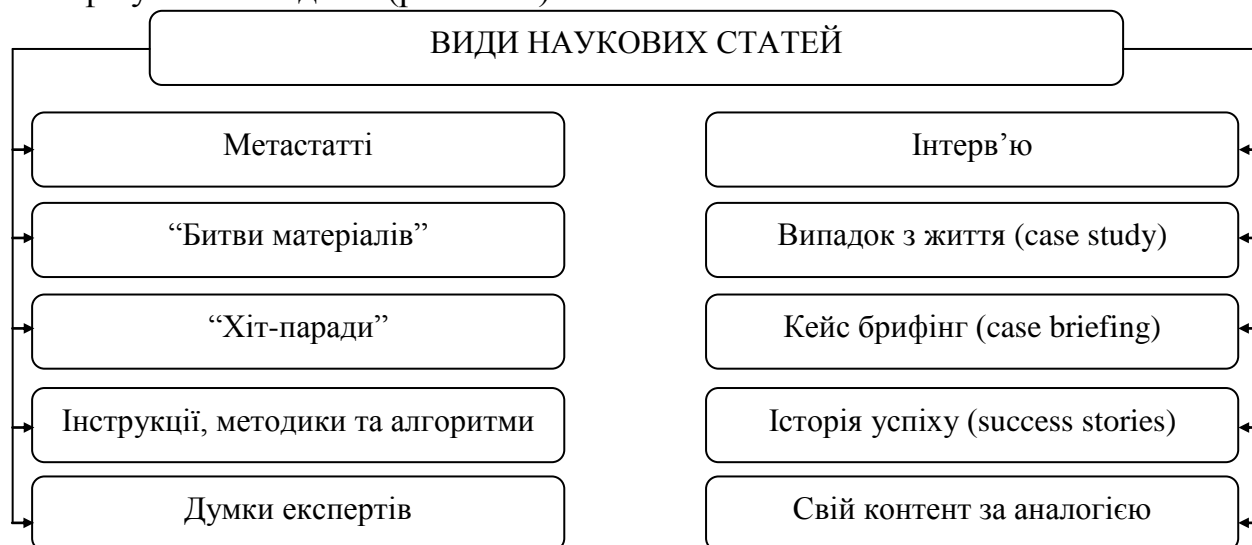 ВИДИ НАУКОВИХ СТАТЕЙ
Метастатті
“Битви матеріалів”
“Хіт-паради”
Інструкції, методики та алгоритми
Думки експертів
Інтерв’ю
Випадок з життя (case study)
Кейс брифінг (case briefing)
Історія успіху (success stories)
Свій контент за аналогією